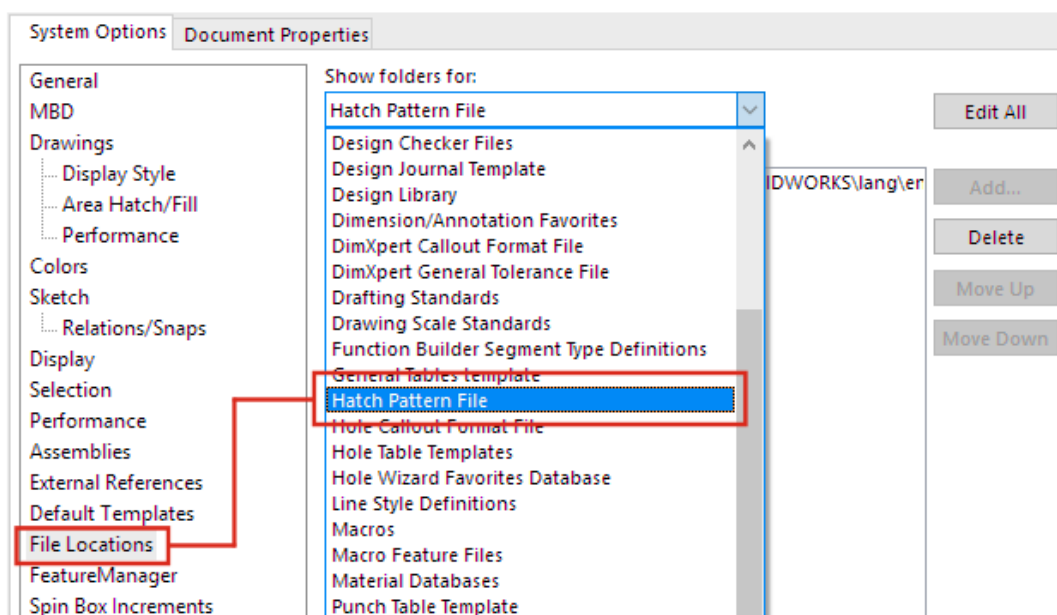 System Options
Document Properties
General
MBD
Drawings
Display Style
Area Hatch/Fill
Performance
Colors
Sketch
Relations/Snaps
Display
Selection
Performance
Assemblies
External References
Default Templates
File Locations
FeatureManager
Spin Box Increments
Show folders for:
Hatch Pattern File
Design Checker Files
Design Journal Template
Design Library
Dimension/Annotation Favorites
DimXpert Callout Format File
DimXpert General Tolerance File
Drafting Standards
Drawing Scale Standards
Function Builder Segment Type Definitions
General Tables template
Hatch Pattern File
Hole Callout Format File
Hole Table Templates
Hole Wizard Favorites Database
Line Style Definitions
Macros
Macro Feature Files
Material Databases
Punch Table Template
IDWORKS\lang\en
Edit All
Add...
Delete
Move Up
Move Down